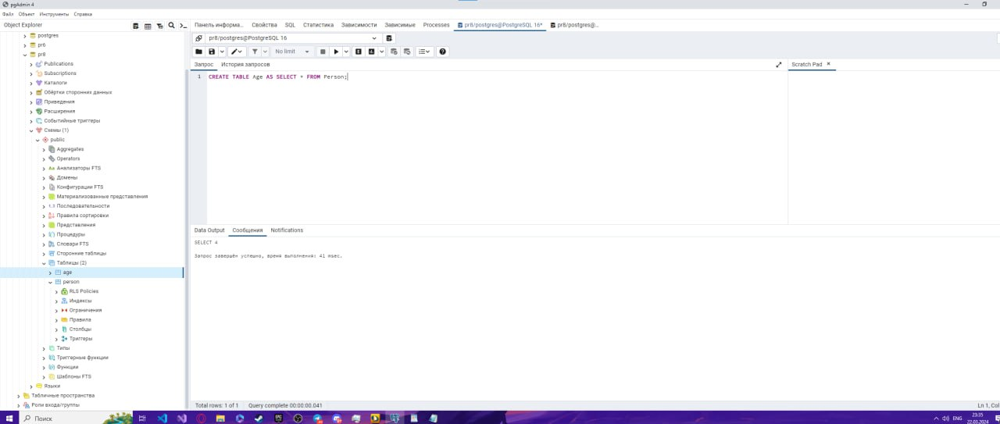 pgAdmin 4
Файл Объект Инструменты Справка
Object Explorer
Панель информа... Свойства SQL Статистика Зависимости Зависимые Processes pr8/postgres@PostgreSQL 16* pr8/postgres@...
postgres
pr6
pr8
Publications
Subscriptions
Каталоги
Обёртки сторонних данных
Приведения
Расширения
Событийные триггеры
Схемы (1)
public
Aggregates
Operators
Анализаторы FTS
Домены
Конфигурации FTS
Материализованные представления
Последовательности
Правила сортировки
Представления
Процедуры
Словари FTS
Сторонние таблицы
Таблицы (2)
age
person
RLS Policies
Индексы
Ограничения
Правила
Столбцы
Триггеры
Типы
Триггерные функции
Функции
Шаблоны FTS
Языки
Табличные пространства
Роли входа/группы
pr8/postgres@PostgreSQL 16
No limit
Запрос История запросов
Scratch Pad
1 CREATE TABLE Age AS SELECT * FROM Person;
Data Output Сообщения Notifications
SELECT 4
Запрос завершён успешно, время выполнения: 41 msec.
Total rows: 1 of 1 Query complete 00:00:00.041
Ln 1, Col
Поиск
ENG
23:35
22.03.2024